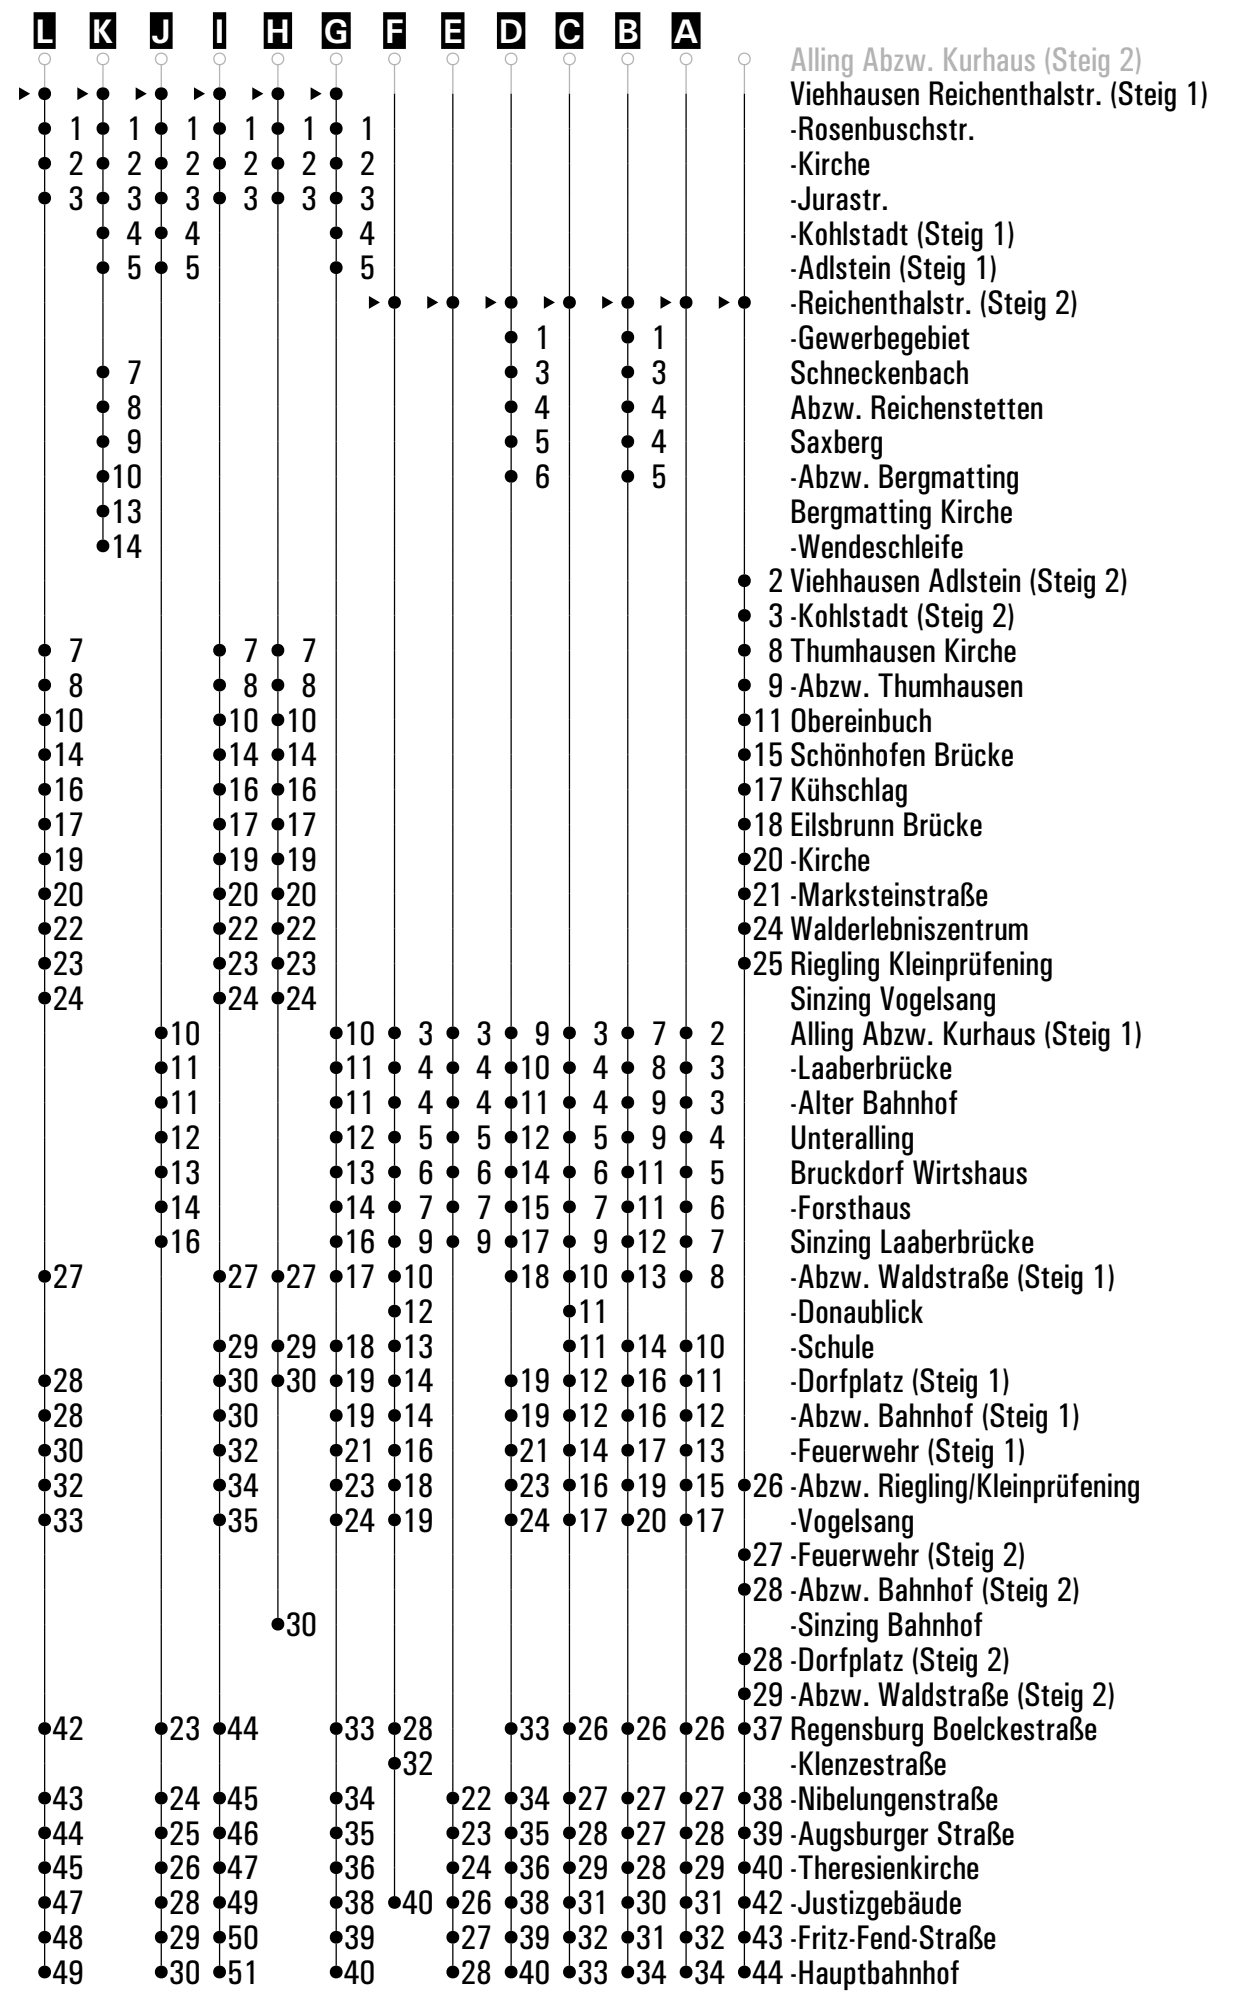 L K J I H G F E D C B A
Alling Abzw. Kurhaus (Steig 2)
Viehhausen Reichenthalstr. (Steig 1)
1 1 1 1 1 1 -Rosenbuschstr.
2 2 2 2 2 2 -Kirche
3 3 3 3 3 3 -Jurastr.
4 4 4 -Kohlstadt (Steig 1)
5 5 5 -Adlstein (Steig 1)
-Reichenthalstr. (Steig 2)
1 1 -Gewerbegebiet
7 3 3 Schneckenbach
8 4 4 Abzw. Reichenstetten
9 5 4 Saxberg
10 6 5 -Abzw. Bergmatting
13 Bergmatting Kirche
14 -Wendeschleife
2 Viehhausen Adlstein (Steig 2)
3 -Kohlstadt (Steig 2)
7 7 7 8 Thumhausen Kirche
8 8 8 9 -Abzw. Thumhausen
10 10 10 11 Obereinbuch
14 14 14 15 Schönhofen Brücke
16 16 16 17 Kühschlag
17 17 17 18 Eilsbrunn Brücke
19 19 19 20 -Kirche
20 20 20 21 -Marksteinstraße
22 22 22 24 Walderlebniszentrum
23 23 23 25 Riegling Kleinprüfening
24 24 24 Sinzing Vogelsang
10 10 3 3 9 3 7 2 Alling Abzw. Kurhaus (Steig 1)
11 11 4 4 10 4 8 3 -Laaberbrücke
11 11 4 4 11 4 9 3 -Alter Bahnhof
12 12 5 5 12 5 9 4 Unteralling
13 13 6 6 14 6 11 5 Bruckdorf Wirtshaus
14 14 7 7 15 7 11 6 -Forsthaus
16 16 9 9 17 9 12 7 Sinzing Laaberbrücke
27 27 27 17 10 18 10 13 8 -Abzw. Waldstraße (Steig 1)
12 11 -Donaublick
29 29 18 13 11 14 10 -Schule
28 30 30 19 14 19 12 16 11 -Dorfplatz (Steig 1)
28 30 19 14 19 12 16 12 -Abzw. Bahnhof (Steig 1)
30 32 21 16 21 14 17 13 -Feuerwehr (Steig 1)
32 34 23 18 23 16 19 15 26 -Abzw. Riegling/Kleinprüfening
33 35 24 19 24 17 20 17 -Vogelsang
27 -Feuerwehr (Steig 2)
28 -Abzw. Bahnhof (Steig 2)
30 -Sinzing Bahnhof
28 -Dorfplatz (Steig 2)
29 -Abzw. Waldstraße (Steig 2)
42 23 44 33 28 33 26 26 26 37 Regensburg Boelckestraße
32 -Klenzestraße
43 24 45 34 22 34 27 27 27 38 -Nibelungenstraße
44 25 46 35 23 35 28 27 28 39 -Augsburger Straße
45 26 47 36 24 36 29 28 29 40 -Theresienkirche
47 28 49 38 40 26 38 31 30 31 42 -Justizgebäude
48 29 50 39 27 39 32 31 32 43 -Fritz-Fend-Straße
49 30 51 40 28 40 33 34 34 44 -Hauptbahnhof